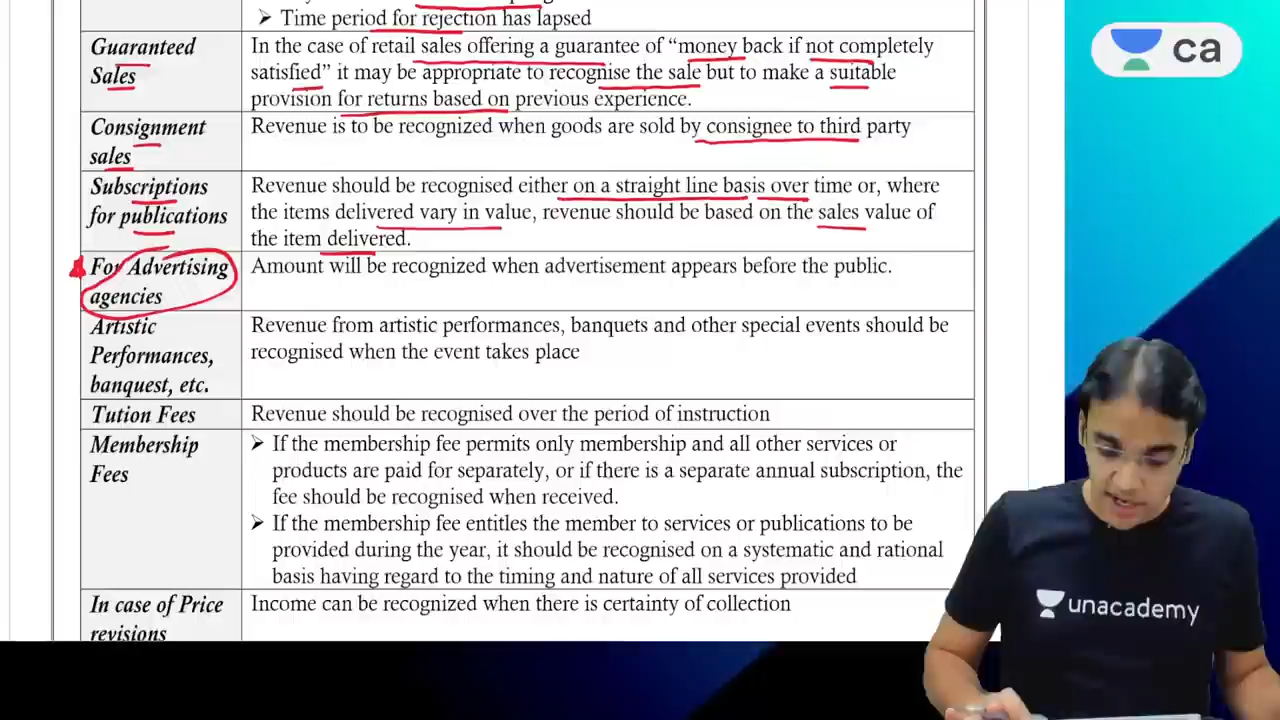 ➢ Time period for rejection has lapsed
Guaranteed
Sales
In the case of retail sales offering a guarantee of “money back if not completely
satisfied” it may be appropriate to recognise the sale but to make a suitable
provision for returns based on previous experience.
Consignment
sales
Revenue is to be recognized when goods are sold by consignee to third party
Subscriptions
for publications
Revenue should be recognised either on a straight line basis over time or, where
the items delivered vary in value, revenue should be based on the sales value of
the item delivered.
For Advertising
agencies
Amount will be recognized when advertisement appears before the public.
Artistic
Performances,
banquest, etc.
Revenue from artistic performances, banquets and other special events should be
recognised when the event takes place
Tution Fees
Revenue should be recognised over the period of instruction
Membership
Fees
➢ If the membership fee permits only membership and all other services or
products are paid for separately, or if there is a separate annual subscription, the
fee should be recognised when received.
➢ If the membership fee entitles the member to services or publications to be
provided during the year, it should be recognised on a systematic and rational
basis having regard to the timing and nature of all services provided
In case of Price
revisions
Income can be recognized when there is certainty of collection
ca
unacademy